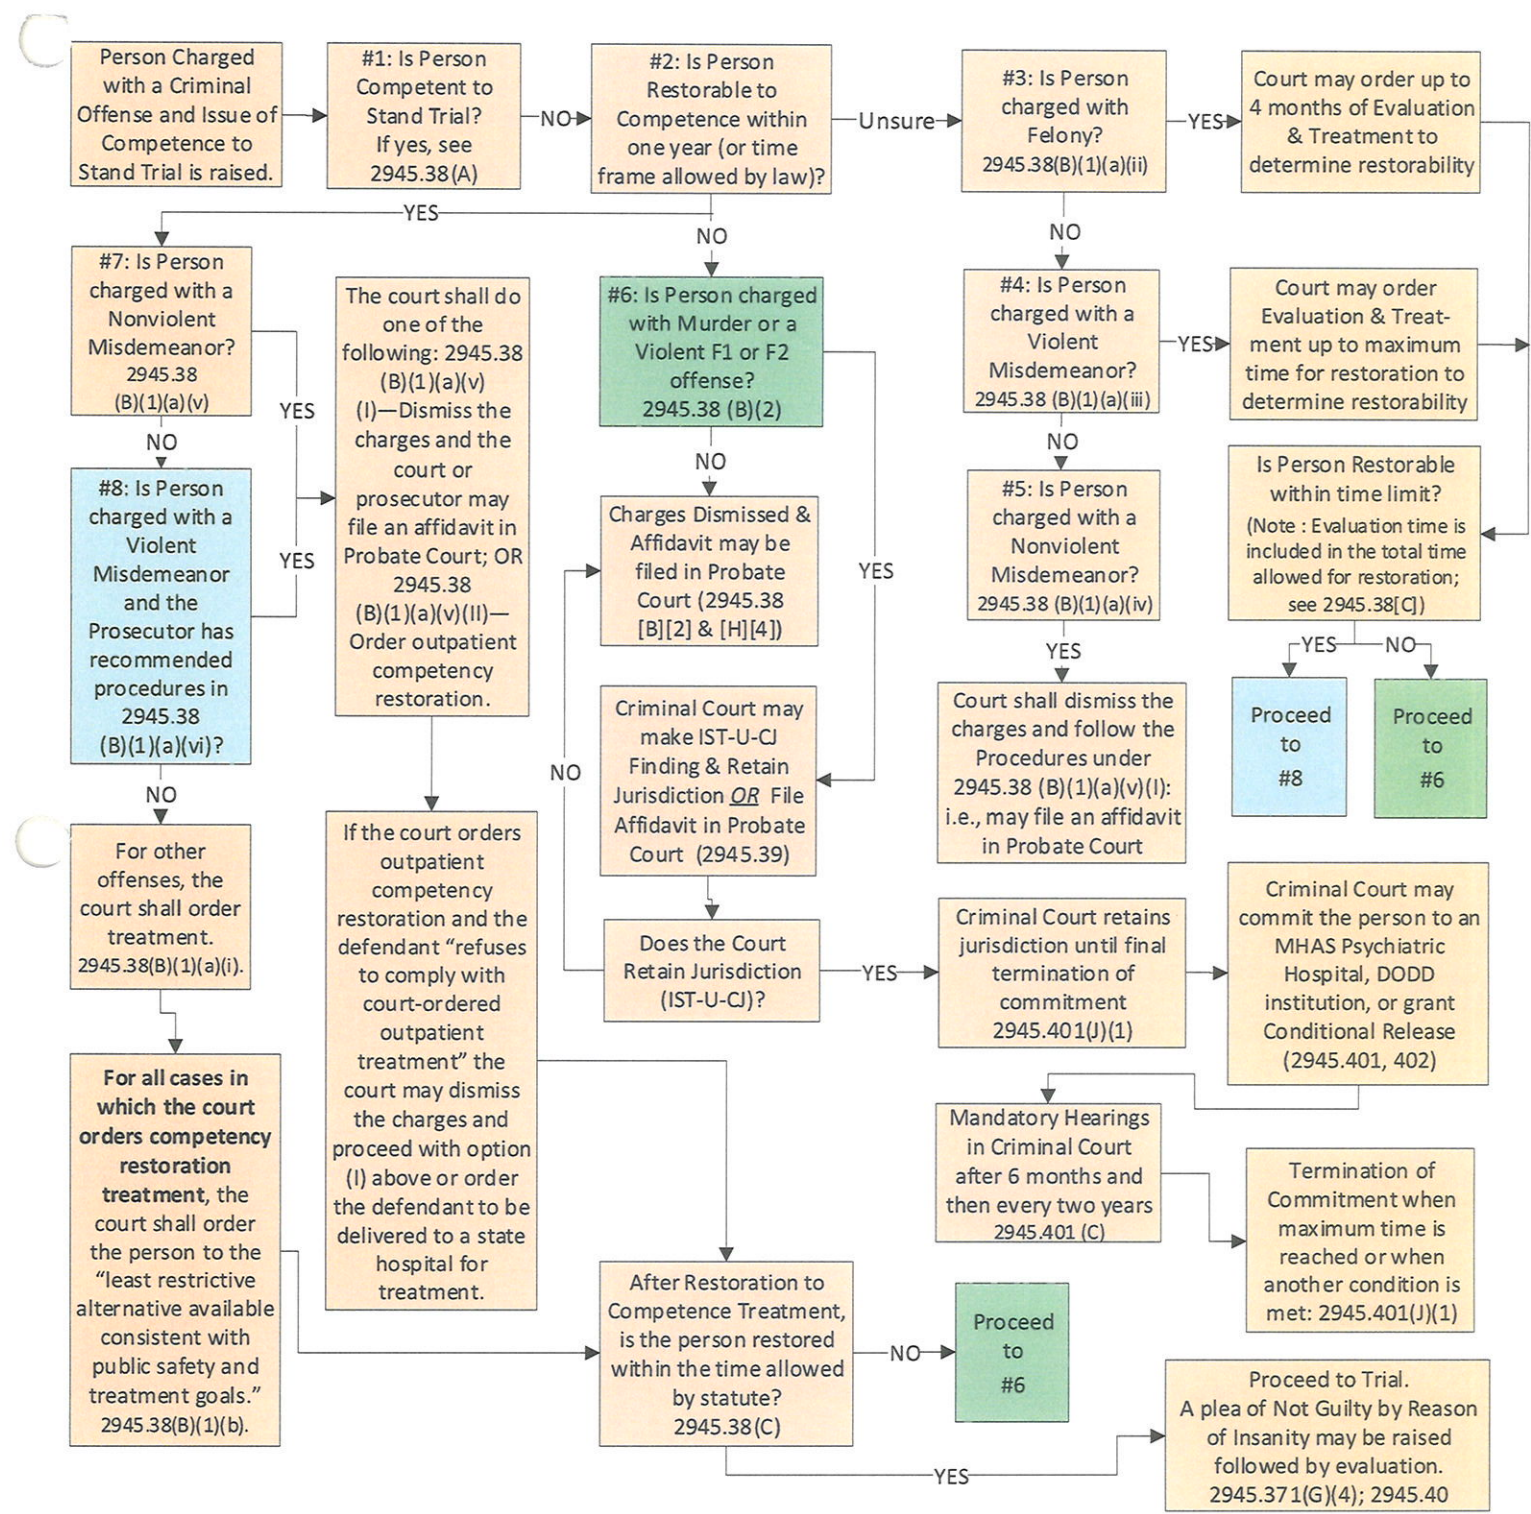 Person Charged
with a Criminal
Offense and Issue of
Competence to
Stand Trial is raised.
#1: Is Person
Competent to
Stand Trial?
If yes, see
2945.38(A)
NO
#2: Is Person
Restorable to
Competence within
one year (or time
frame allowed by law)?
Unsure
#3: Is Person
charged with
Felony?
2945.38(B)(1)(a)(ii)
YES
Court may order up to
4 months of Evaluation
& Treatment to
determine restorability
YES
NO
NO
#7: Is Person
charged with a
Nonviolent
Misdemeanor?
2945.38
(B)(1)(a)(v)
YES
NO
The court shall do
one of the
following: 2945.38
(B)(1)(a)(v)
(I)—Dismiss the
charges and the
court or
prosecutor may
file an affidavit in
Probate Court; OR
2945.38
(B)(1)(a)(v)(II)—
Order outpatient
competency
restoration.
#6: Is Person charged
with Murder or a
Violent F1 or F2
offense?
2945.38 (B)(2)
NO
YES
#4: Is Person
charged with a
Violent
Misdemeanor?
2945.38 (B)(1)(a)(iii)
YES
NO
Court may order
Evaluation & Treat-
ment up to maximum
time for restoration to
determine restorability
#8: Is Person
charged with a
Violent
Misdemeanor
and the
Prosecutor has
recommended
procedures in
2945.38
(B)(1)(a)(vi)?
YES
NO
Charges Dismissed &
Affidavit may be
filed in Probate
Court (2945.38
[B][2] & [H][4])
#5: Is Person
charged with a
Nonviolent
Misdemeanor?
2945.38 (B)(1)(a)(iv)
YES
Is Person Restorable
within time limit?
(Note : Evaluation time is
included in the total time
allowed for restoration;
see 2945.38[C])
YES
NO
Proceed
to
#8
Proceed
to
#6
Criminal Court may
make IST-U-CJ
Finding & Retain
Jurisdiction OR File
Affidavit in Probate
Court (2945.39)
NO
Court shall dismiss the
charges and follow the
Procedures under
2945.38 (B)(1)(a)(v)(I):
i.e., may file an affidavit
in Probate Court
For other
offenses, the
court shall order
treatment.
2945.38(B)(1)(a)(i).
If the court orders
outpatient
competency
restoration and the
defendant “refuses
to comply with
court-ordered
outpatient
treatment” the
court may dismiss
the charges and
proceed with option
(I) above or order
the defendant to be
delivered to a state
hospital for
treatment.
Does the Court
Retain Jurisdiction
(IST-U-CJ)?
YES
Criminal Court retains
jurisdiction until final
termination of
commitment
2945.401(J)(1)
Criminal Court may
commit the person to an
MHAS Psychiatric
Hospital, DODD
institution, or grant
Conditional Release
(2945.401, 402)
For all cases in
which the court
orders competency
restoration
treatment, the
court shall order
the person to the
“least restrictive
alternative available
consistent with
public safety and
treatment goals.”
2945.38(B)(1)(b).
Mandatory Hearings
in Criminal Court
after 6 months and
then every two years
2945.401 (C)
Termination of
Commitment when
maximum time is
reached or when
another condition is
met: 2945.401(J)(1)
After Restoration to
Competence Treatment,
is the person restored
within the time allowed
by statute?
2945.38(C)
NO
Proceed
to
#6
YES
Proceed to Trial.
A plea of Not Guilty by Reason
of Insanity may be raised
followed by evaluation.
2945.371(G)(4); 2945.40